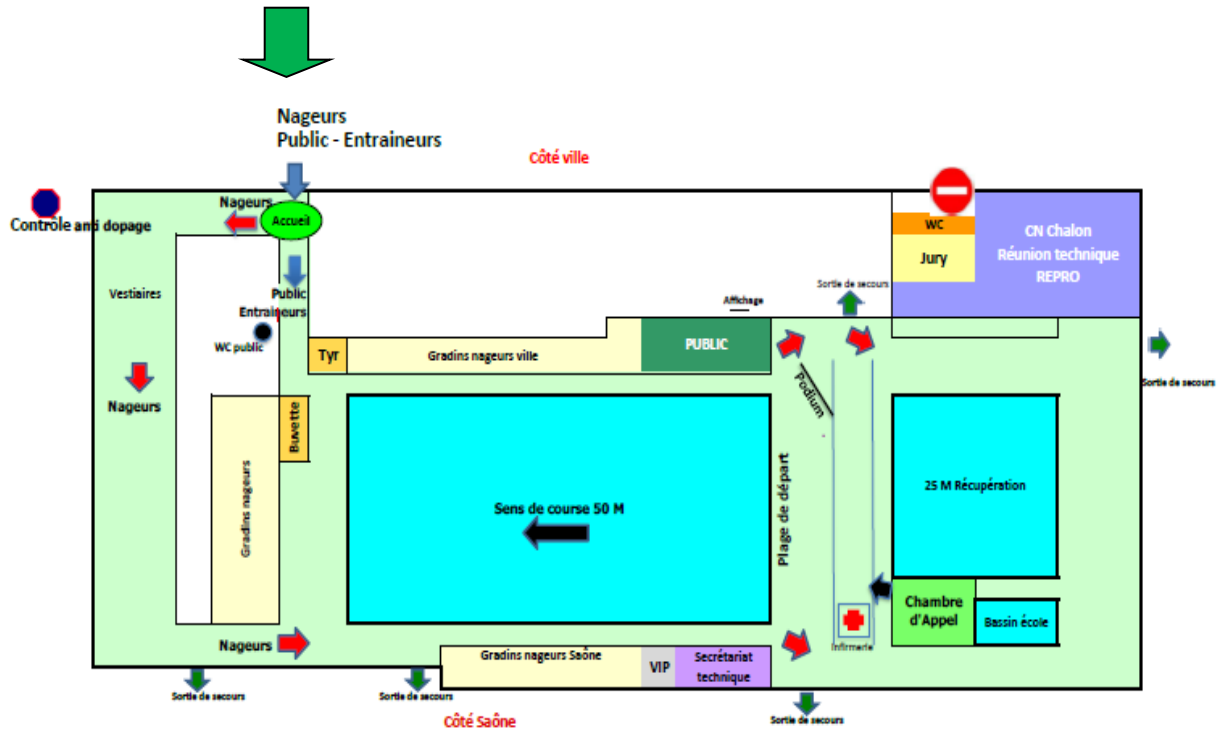 Nageurs
Public - Entraineurs
Côté ville
Nageurs
Accueil
Contrôle anti dopage
WC
CN Chalon
Réunion technique
REPRO
Jury
Vestiaires
Public
Entraîneurs
Sortie de secours
Affichage
WC public
Tyr
Gradins nageurs ville
PUBLIC
Podium
Sortie de secours
Nageurs
Buvette
Gradins nageurs
Sens de course 50 M
Plage de départ
25 M Récupération
Chambre
d'Appel
Bassin école
Nageurs
Infirmerie
Gradins nageurs Saône
VIP
Secrétariat
technique
Sortie de secours
Sortie de secours
Sortie de secours
Côté Saône